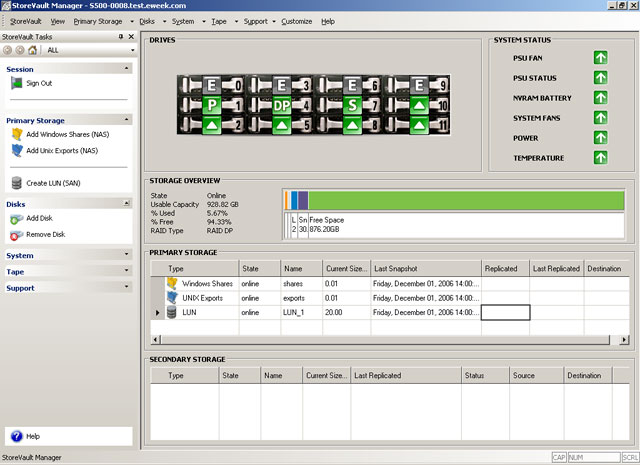 StoreVault Manager - S500-0008.test.eweek.com
StoreVault View Primary Storage Disks System Tape Support Customize Help
StoreVault Tasks
ALL
Session
Sign Out
Primary Storage
Add Windows Shares (NAS)
Add Unix Exports (NAS)
Create LUN (SAN)
Disks
Add Disk
Remove Disk
System
Tape
Support
Help
DRIVES
E 0 E 3 E 6 E 9
P 1 DP 4 S 7 10
2 5 8 11
SYSTEM STATUS
PSU FAN
PSU STATUS
NVRAM BATTERY
SYSTEM FANS
POWER
TEMPERATURE
STORAGE OVERVIEW
State Online
Usable Capacity 928.82 GB
% Used 5.67%
% Free 94.33%
RAID Type RAID DP
L Sn Free Space
2 30. 876.20GB
PRIMARY STORAGE
Type State Name Current Size... Last Snapshot Replicated Last Replicated Destination
Windows Shares online shares 0.01 Friday, December 01, 2006 14:00:...
UNIX Exports online exports 0.01 Friday, December 01, 2006 14:00:...
LUN online LUN_1 20.00 Friday, December 01, 2006 14:00:...
SECONDARY STORAGE
Type State Name Current Size... Last Replicated Status Source Destination
StoreVault Manager
CAP NUM SCRL